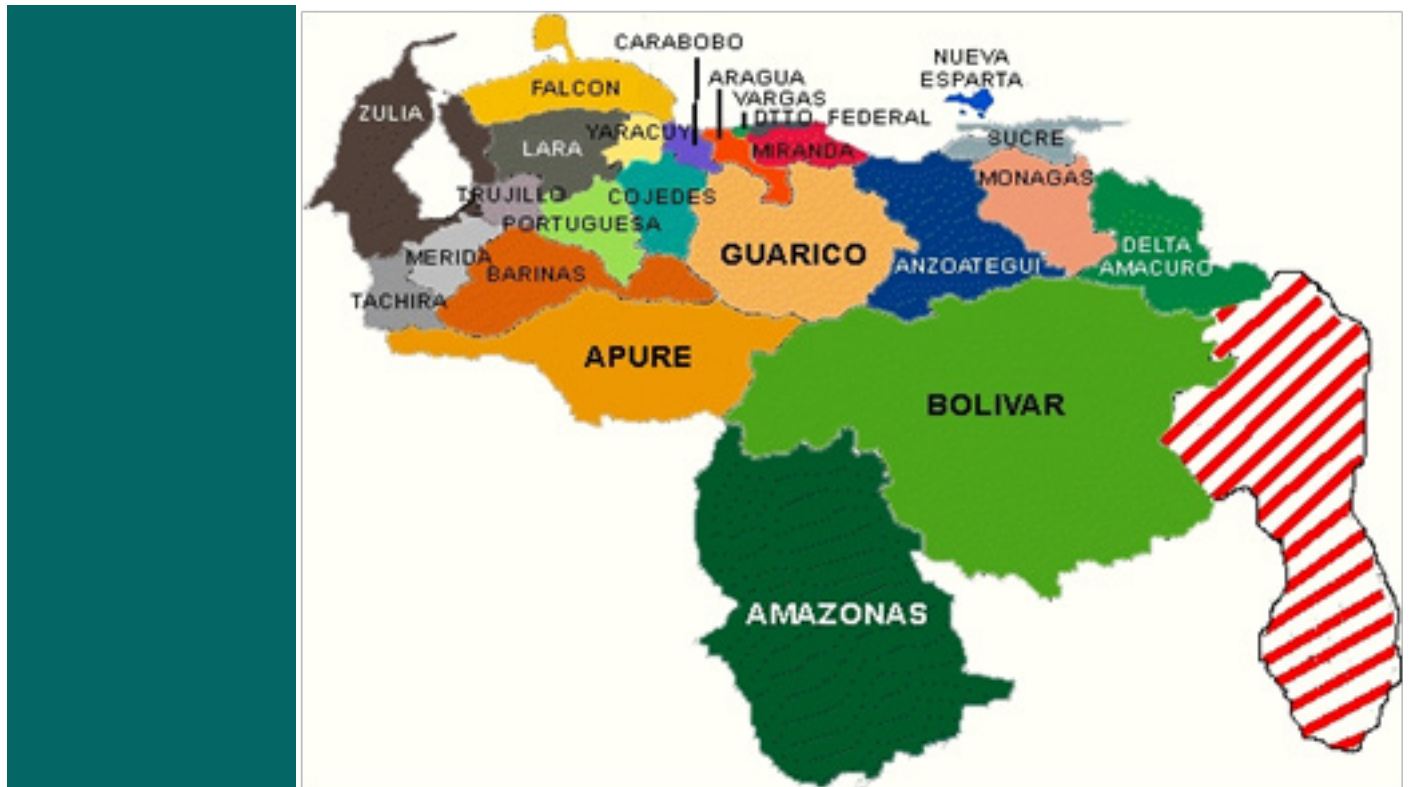 CARABOBO
NUEVA
ESPARTA
ARAGUA
FALCON
VARGAS
ZULIA
DTTO. FEDERAL
YARACUY
SUCRE
LARA
MIRANDA
MONAGAS
TRUJILLO
COJEDES
PORTUGUESA
DELTA
AMACURO
GUARICO
MERIDA
ANZOATEGUI
BARINAS
TACHIRA
APURE
BOLIVAR
AMAZONAS